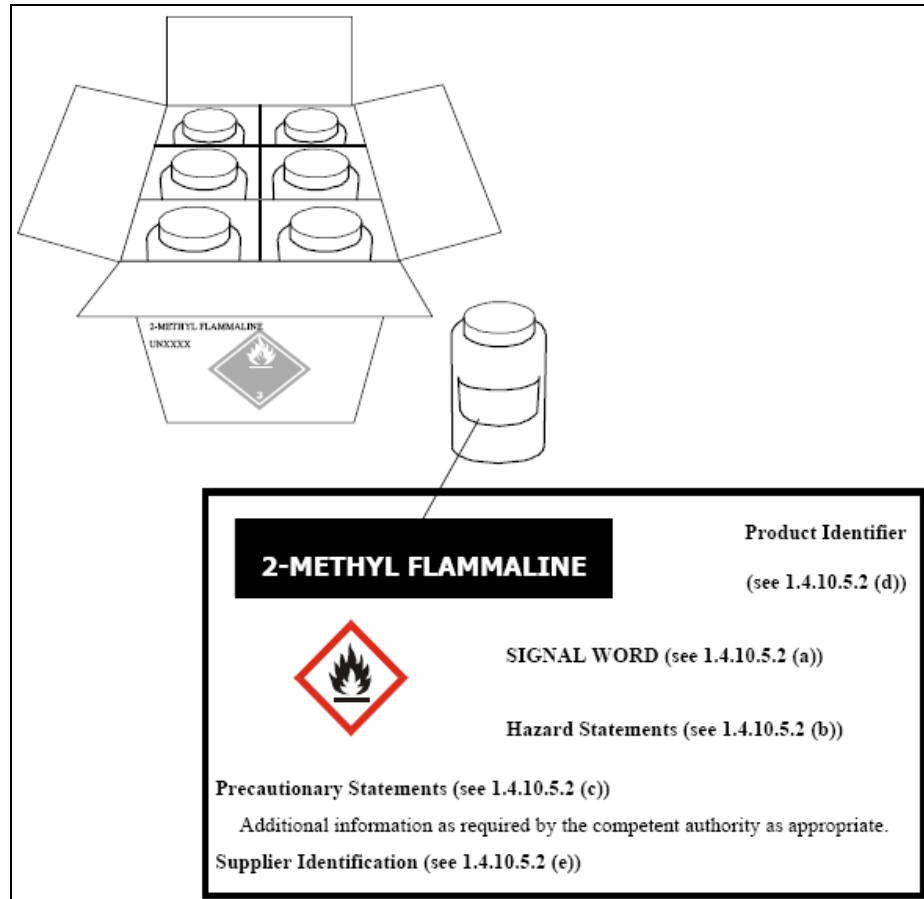 2-METHYL FLAMMALINE
UNXXXX
3
2-METHYL FLAMMALINE
Product Identifier
(see 1.4.10.5.2 (d))
SIGNAL WORD (see 1.4.10.5.2 (a))
Hazard Statements (see 1.4.10.5.2 (b))
Precautionary Statements (see 1.4.10.5.2 (c))
Additional information as required by the competent authority as appropriate.
Supplier Identification (see 1.4.10.5.2 (e))